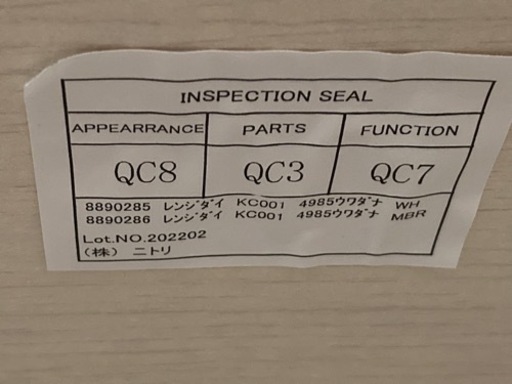 INSPECTION SEAL
APPEARRANCE PARTS FUNCTION
QC8 QC3 QC7
8890285 レンジダイ KC001 4985ウワダナ WH
8890286 レンジダイ KC001 4985ウワダナ MBR
Lot.NO.202202
(株) ニトリ